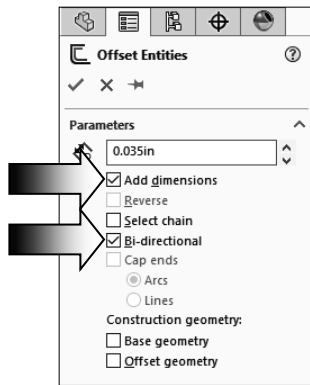 Offset Entities
Parameters
0.035in
Add dimensions
Reverse
Select chain
Bi-directional
Cap ends
Arcs
Lines
Construction geometry:
Base geometry
Offset geometry